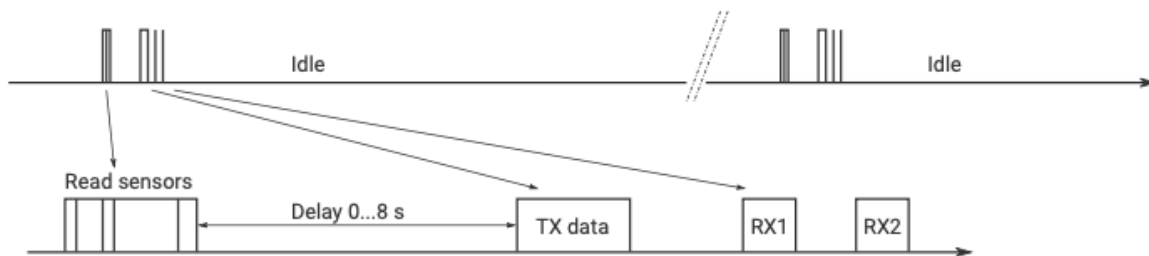 Idle
Idle
Read sensors
Delay 0...8 s
TX data
RX1
RX2